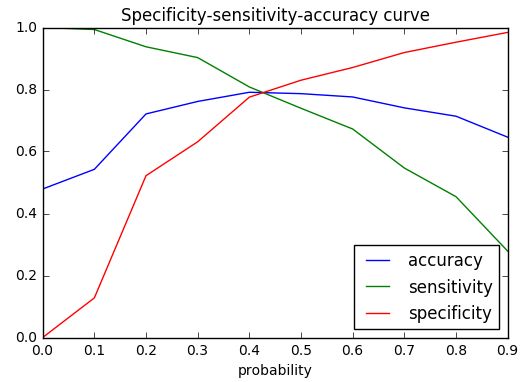 Specificity-sensitivity-accuracy curve
1.0
0.8
0.6
0.4
0.2
0.0
accuracy
sensitivity
specificity
0.0 0.1 0.2 0.3 0.4 0.5 0.6 0.7 0.8 0.9
probability